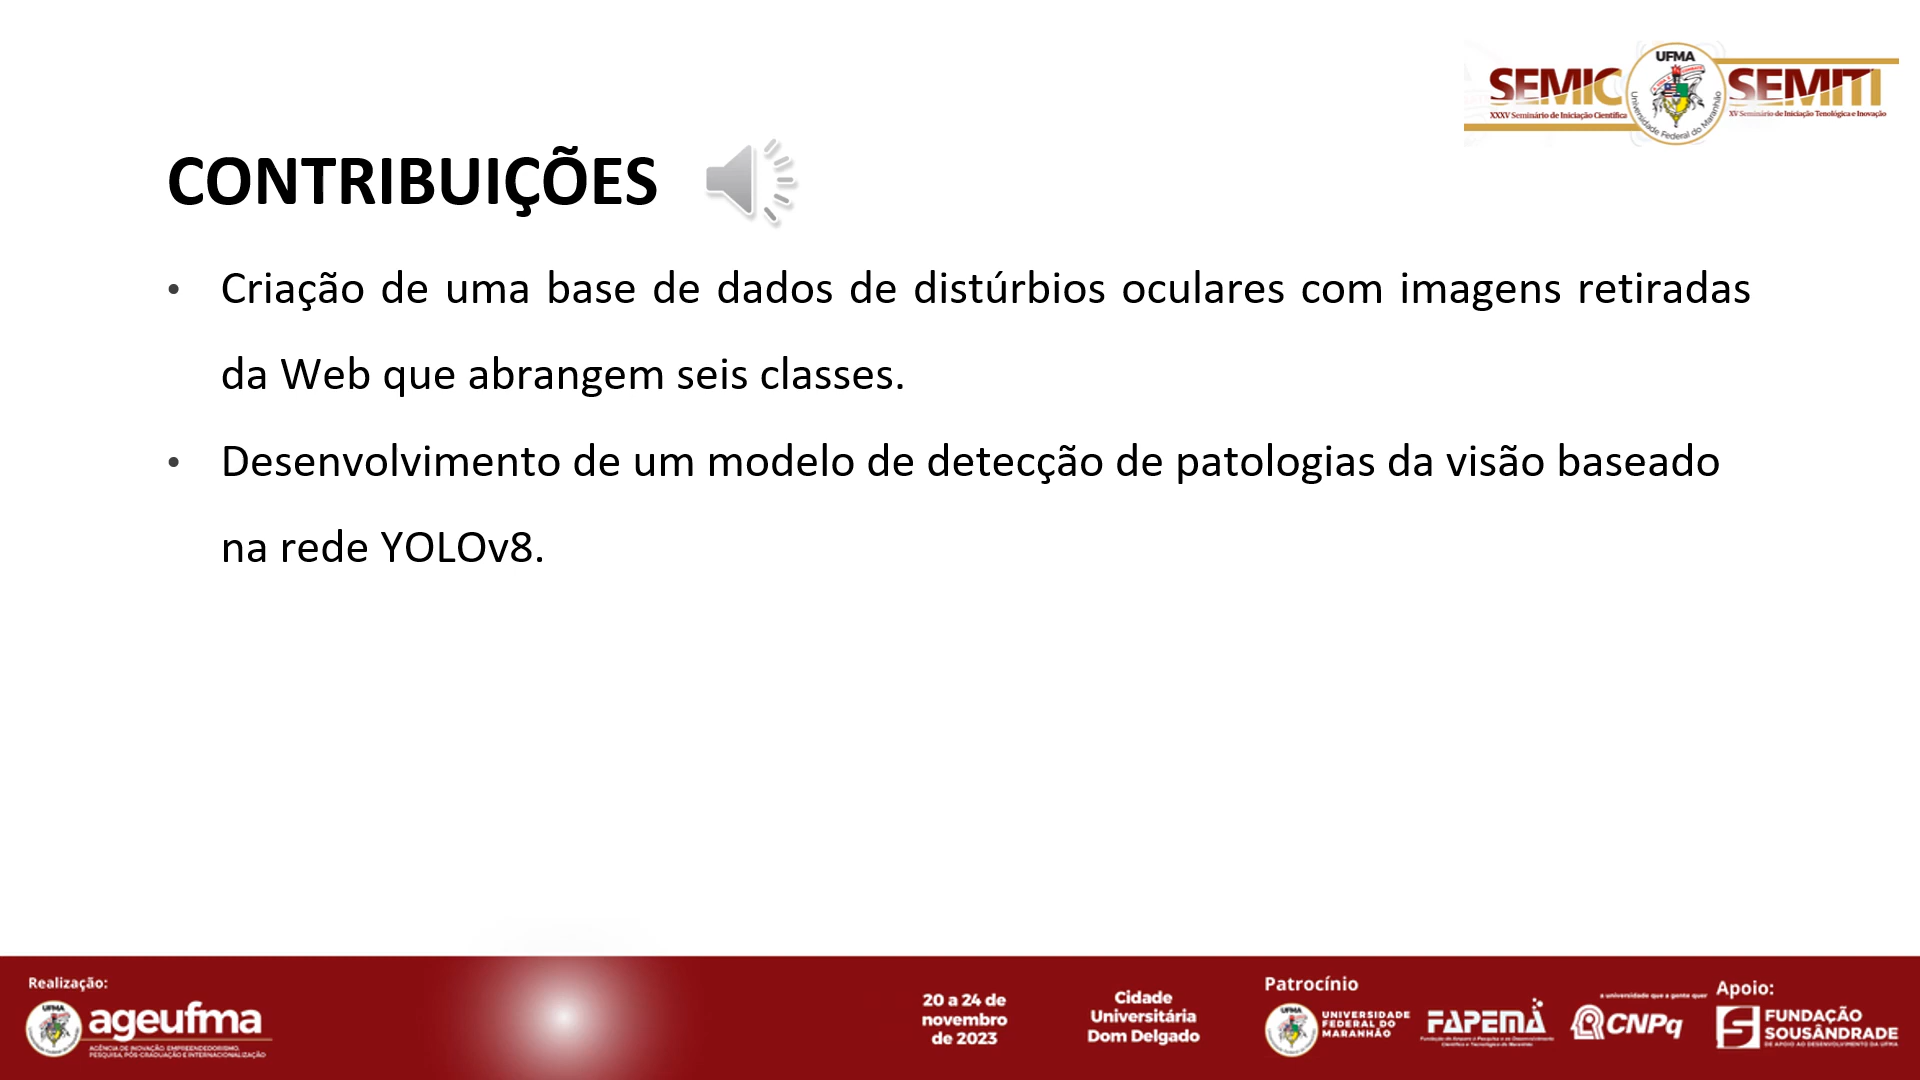 UFMA
SEMIC
XXXV Seminário de Iniciação Científica
Universidade Federal do Maranhão
SEMITI
XV Seminário de Iniciação Tenológica e Inovação
CONTRIBUIÇÕES
• Criação de uma base de dados de distúrbios oculares com imagens retiradas
da Web que abrangem seis classes.
• Desenvolvimento de um modelo de detecção de patologias da visão baseado
na rede YOLOv8.
Realização:
UFMA
ageufma
AGÊNCIA DE INOVAÇÃO, EMPREENDEDORISMO,
PESQUISA, PÓS-GRADUAÇÃO E INTERNACIONALIZAÇÃO
20 a 24 de
novembro
de 2023
Cidade
Universitária
Dom Delgado
Patrocínio
UFMA
UNIVERSIDADE
FEDERAL DO
MARANHÃO
FAPEMA
Fundação de Amparo à Pesquisa e ao Desenvolvimento
Científico e Tecnológico do Maranhão
a universidade que a gente quer
CNPq
Apoio:
FUNDAÇÃO
SOUSÂNDRADE
DE APOIO AO DESENVOLVIMENTO DA UFMA